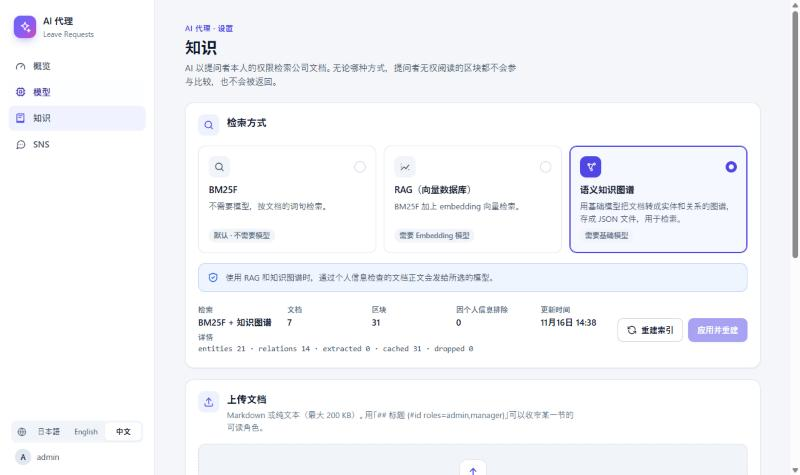 AI 代理
Leave Requests
概览
模型
知识
SNS
日本語 English 中文
A admin
AI 代理 · 设置
知识
AI 以提问者本人的权限检索公司文档。无论哪种方式，提问者无权阅读的区块都不会参
与比较，也不会被返回。
检索方式
BM25F
不需要模型，按文档的词句检索。
默认 · 不需要模型
RAG（向量数据库）
BM25F 加上 embedding 向量检索。
需要 Embedding 模型
语义知识图谱
用基础模型把文档转成实体和关系的图谱，
存成 JSON 文件，用于检索。
需要基础模型
使用 RAG 和知识图谱时，通过个人信息检查的文档正文会发给所选的模型。
检索 文档 区块 因个人信息排除 更新时间
BM25F + 知识图谱 7 31 0 11月16日 14:38
详情
entities 21 · relations 14 · extracted 0 · cached 31 · dropped 0
重建索引
应用并重建
上传文档
Markdown 或纯文本（最大 200 KB）。用「## 标题 {#id roles=admin,manager}」可以收窄某一节的
可读角色。